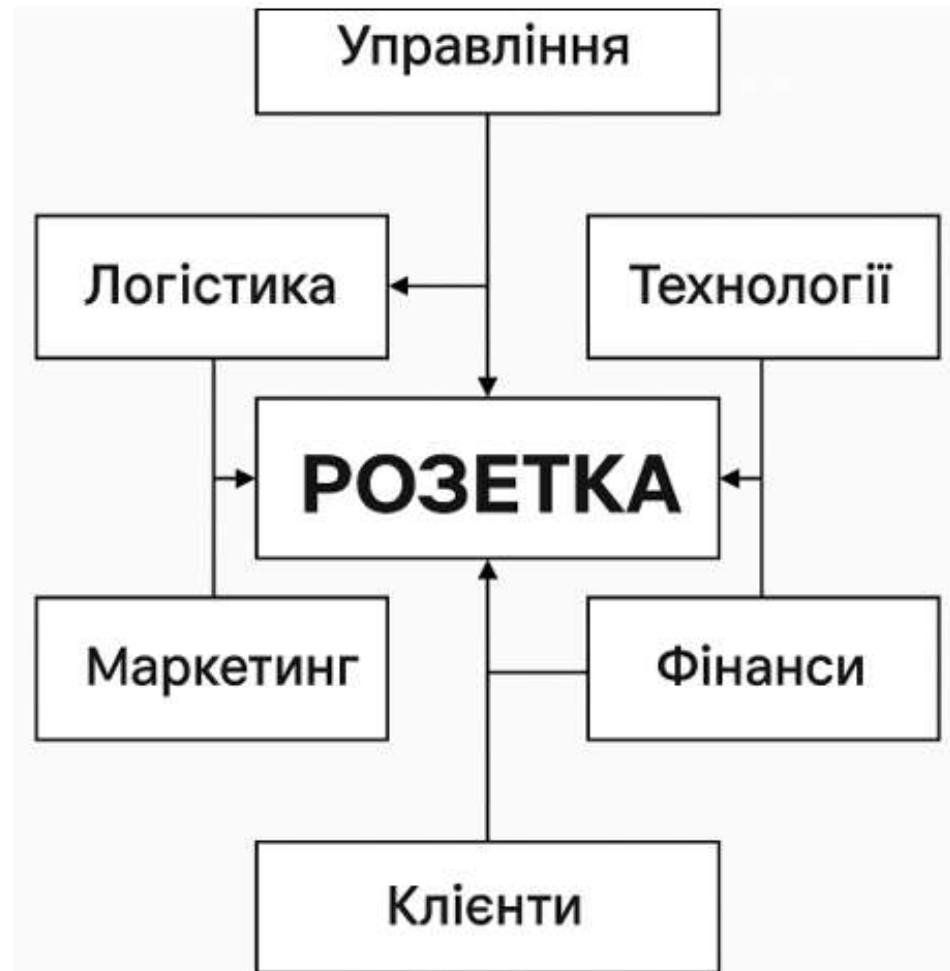 Управління
Логістика
Технології
РОЗЕТКА
Маркетинг
Фінанси
Клієнти